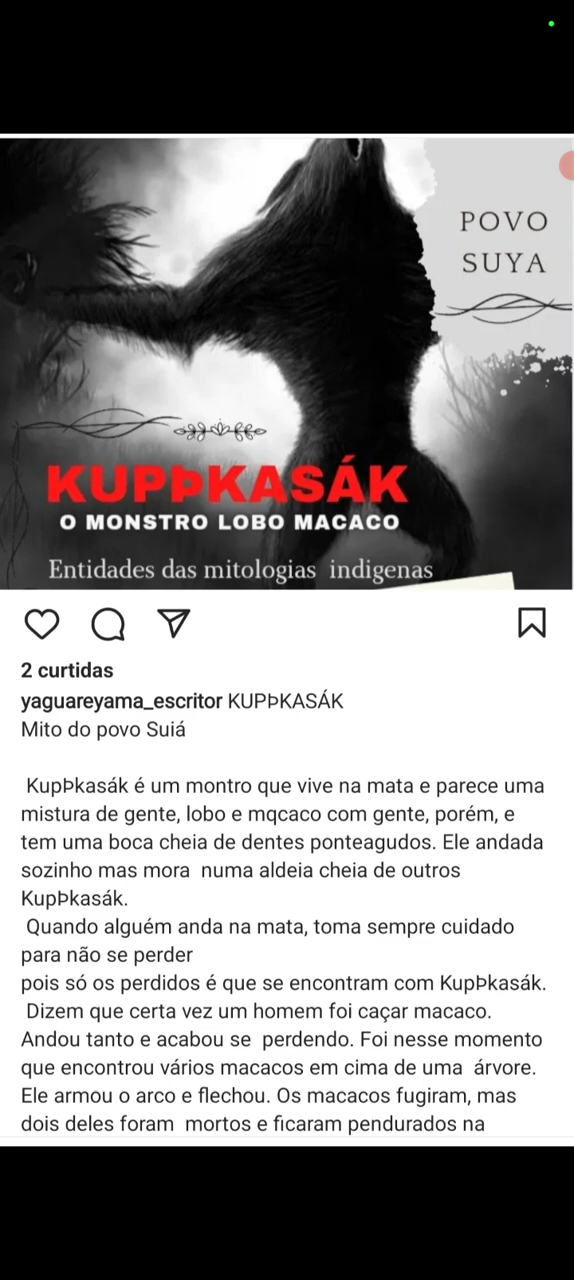 POVO
SUYA
KUPÞKASÁK
O MONSTRO LOBO MACACO
Entidades das mitologias indigenas
2 curtidas
yaguareyama_escritor KUPÞKASÁK
Mito do povo Suiá
KupÞkasák é um montro que vive na mata e parece uma
mistura de gente, lobo e mqcaco com gente, porém, e
tem uma boca cheia de dentes ponteagudos. Ele andada
sozinho mas mora numa aldeia cheia de outros
KupÞkasák.
Quando alguém anda na mata, toma sempre cuidado
para não se perder
pois só os perdidos é que se encontram com KupÞkasák.
Dizem que certa vez um homem foi caçar macaco.
Andou tanto e acabou se perdendo. Foi nesse momento
que encontrou vários macacos em cima de uma árvore.
Ele armou o arco e flechou. Os macacos fugiram, mas
dois deles foram mortos e ficaram pendurados na